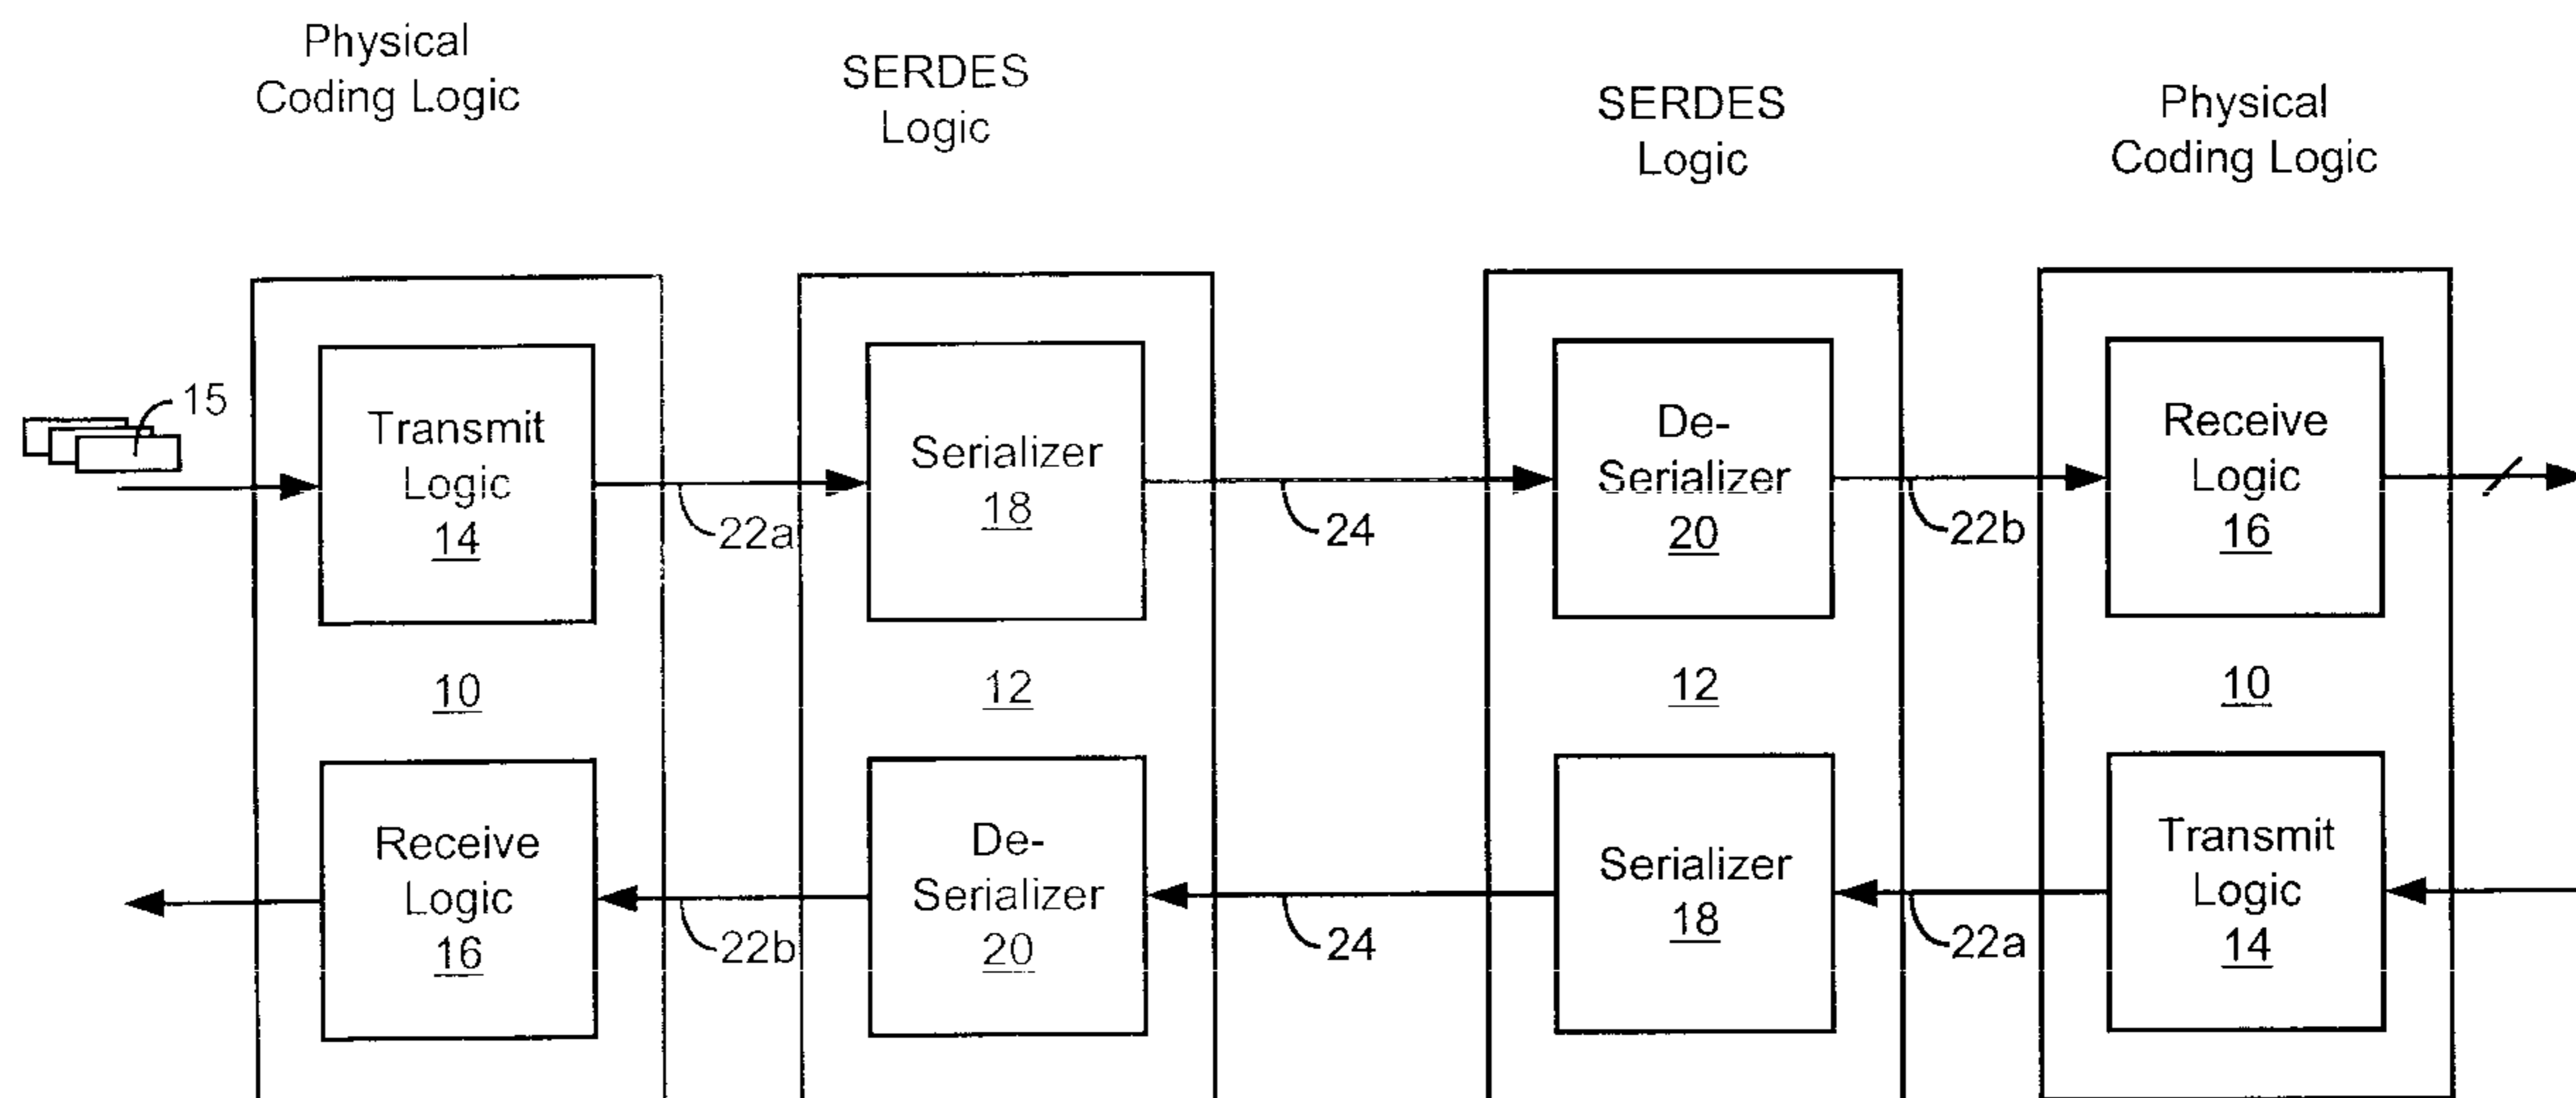 Physical
Coding Logic
SERDES
Logic
SERDES
Logic
Physical
Coding Logic
15
Transmit
Logic
14
22a
Serializer
18
24
De-
Serializer
20
22b
Receive
Logic
16
10
12
12
10
Receive
Logic
16
22b
De-
Serializer
20
24
Serializer
18
22a
Transmit
Logic
14